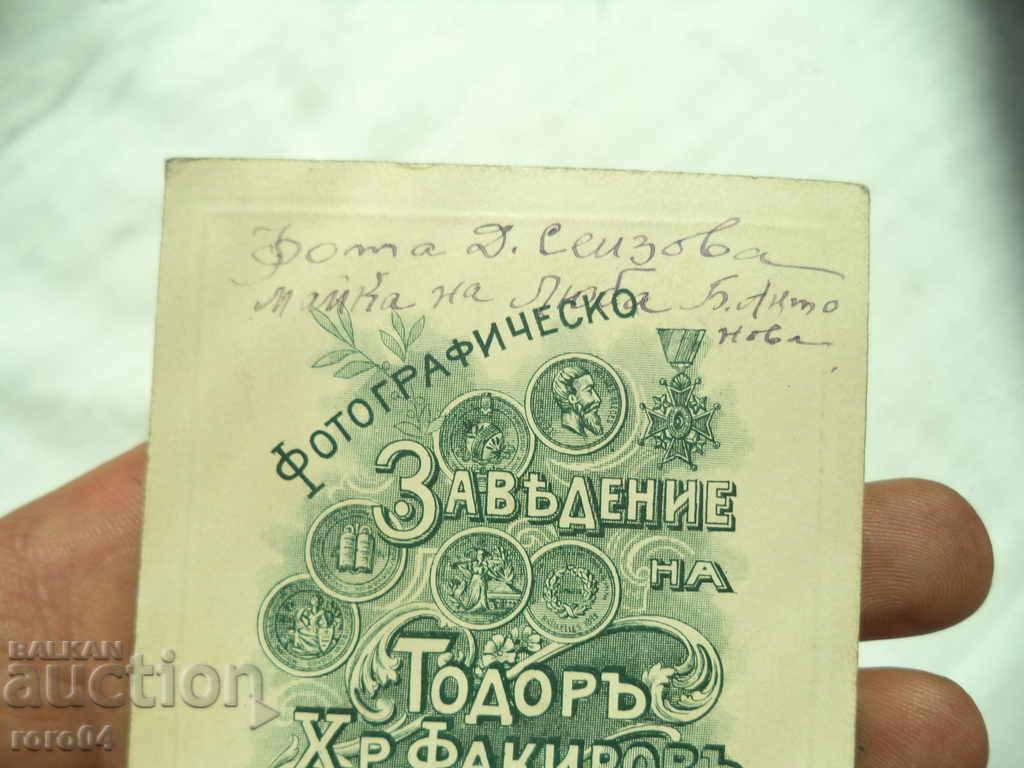 Фота Д. Сеизова
майка на Люба Б. Анто
нова
ФОТОГРАФИЧЕСКО
ЗАВѢДЕНИЕ
НА
ТОДОРЪ
ХР. ФАКИРОВЪ
BALKAN
auction
roro04